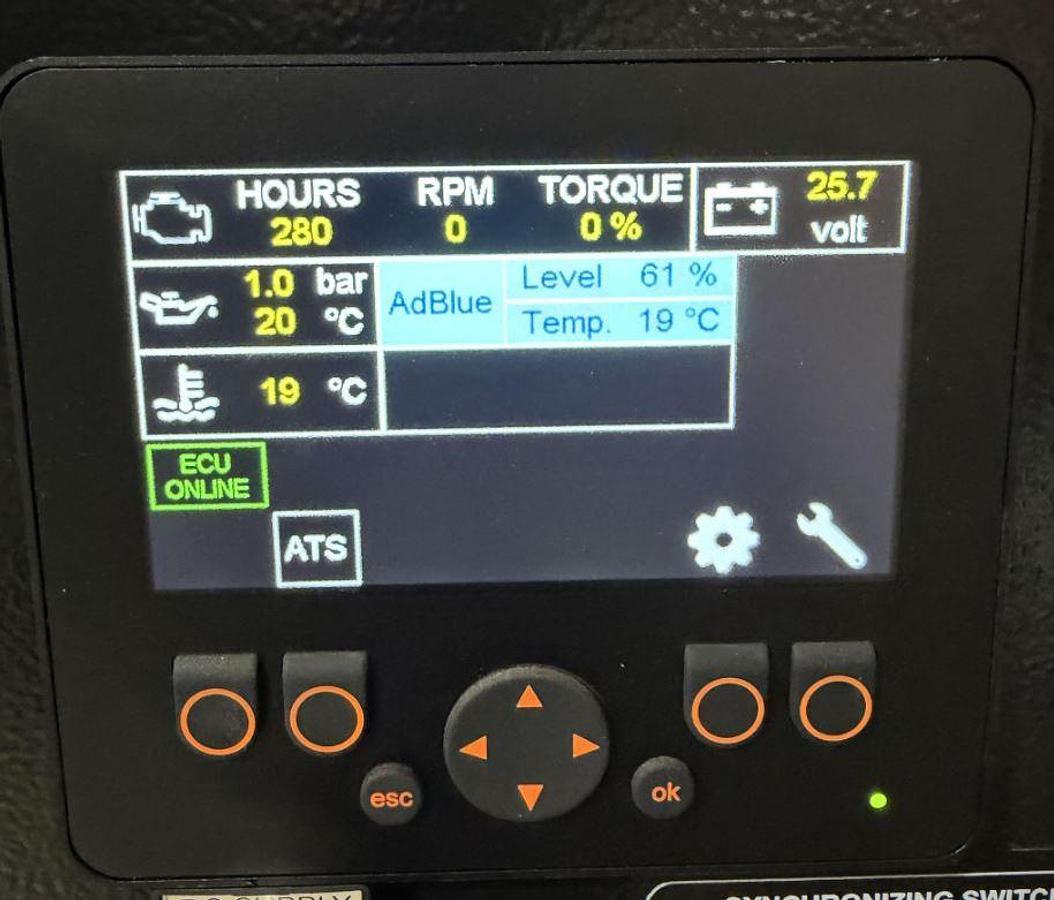 HOURS RPM TORQUE 25.7
280 0 0 % volt
1.0 bar
20 °C
AdBlue
Level 61 %
Temp. 19 °C
19 °C
ECU
ONLINE
ATS
esc
ok
SYNCHRONIZING